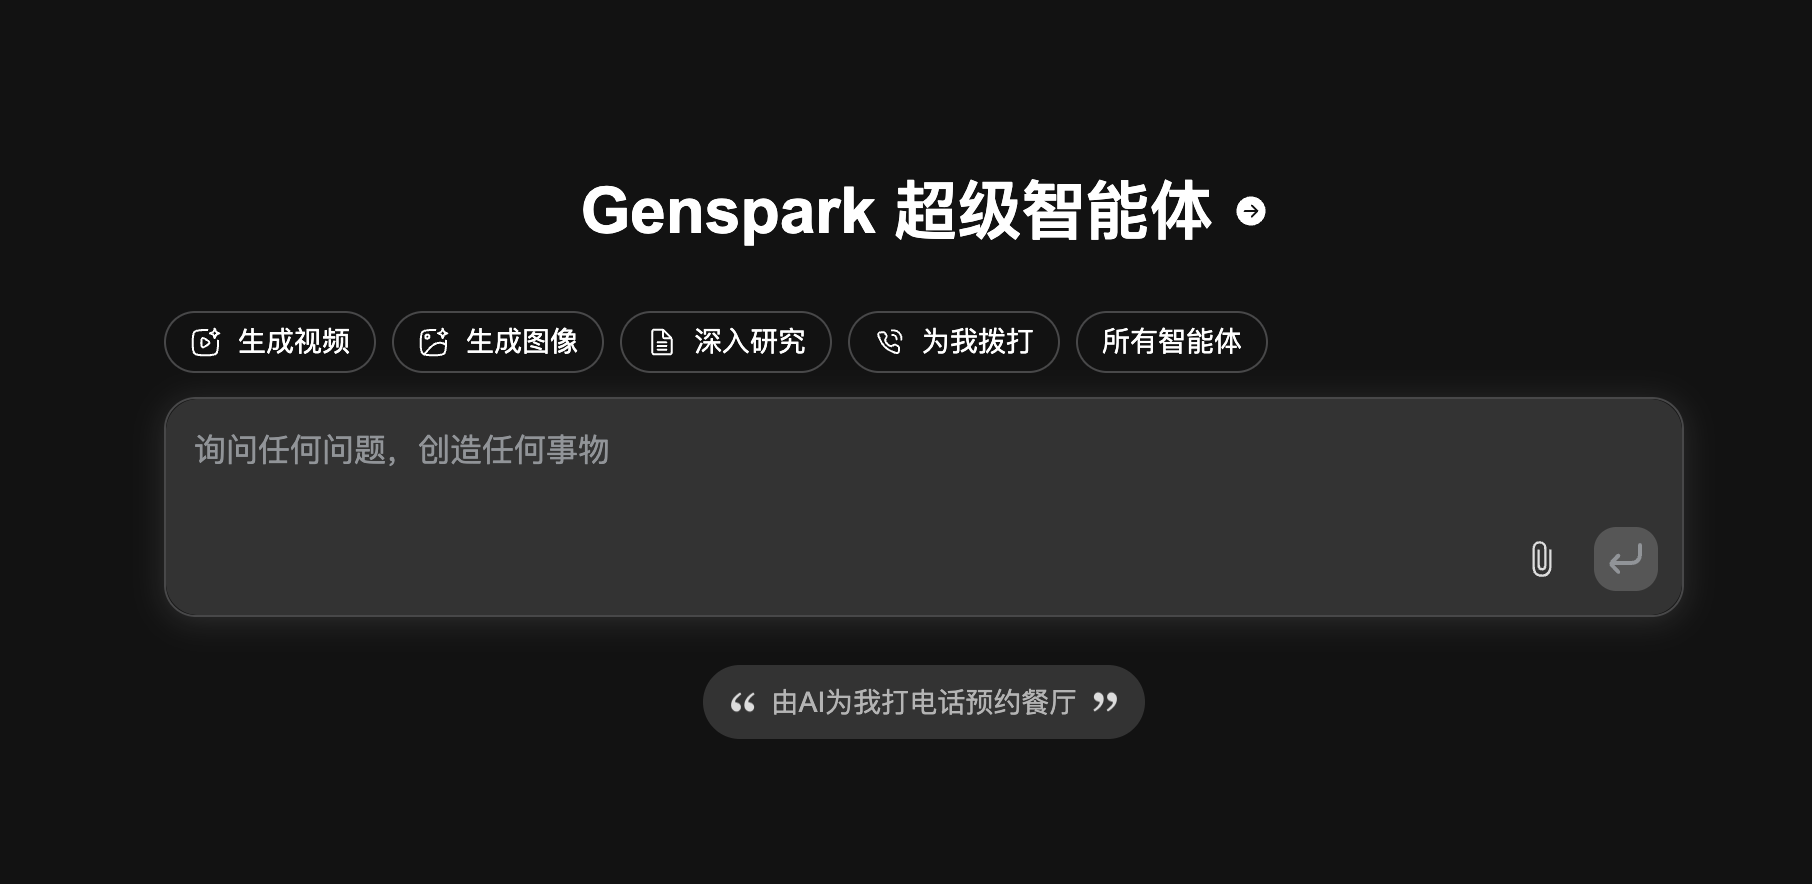 Genspark 超级智能体
生成视频 生成图像 深入研究 为我拨打 所有智能体
询问任何问题，创造任何事物
“ 由AI为我打电话预约餐厅 ”